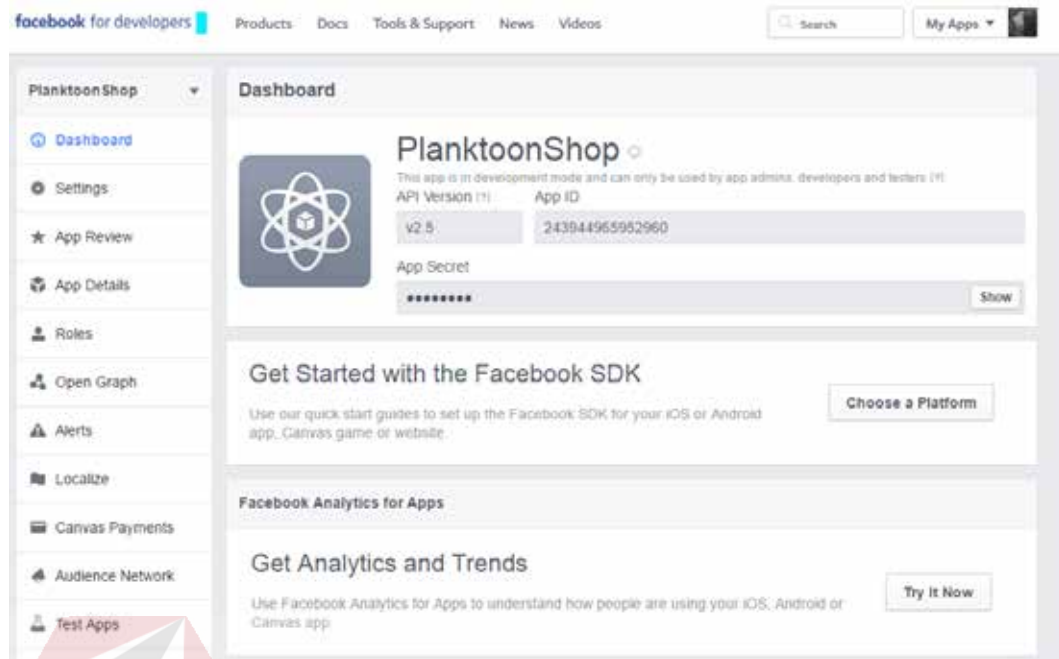 facebook for developers
Products Docs Tools & Support News Videos
Search
My Apps
PlanktoonShop
Dashboard
Settings
App Review
App Details
Roles
Open Graph
Alerts
Localize
Canvas Payments
Audience Network
Test Apps
Dashboard
PlanktoonShop
This app is in development mode and can only be used by app admins, developers and testers [?]
API Version [?] App ID
v2.5 243944965952960
App Secret
●●●●●●●●
Show
Get Started with the Facebook SDK
Use our quick start guides to set up the Facebook SDK for your iOS or Android
app, Canvas game or website.
Choose a Platform
Facebook Analytics for Apps
Get Analytics and Trends
Use Facebook Analytics for Apps to understand how people are using your iOS, Android or
Canvas app
Try It Now